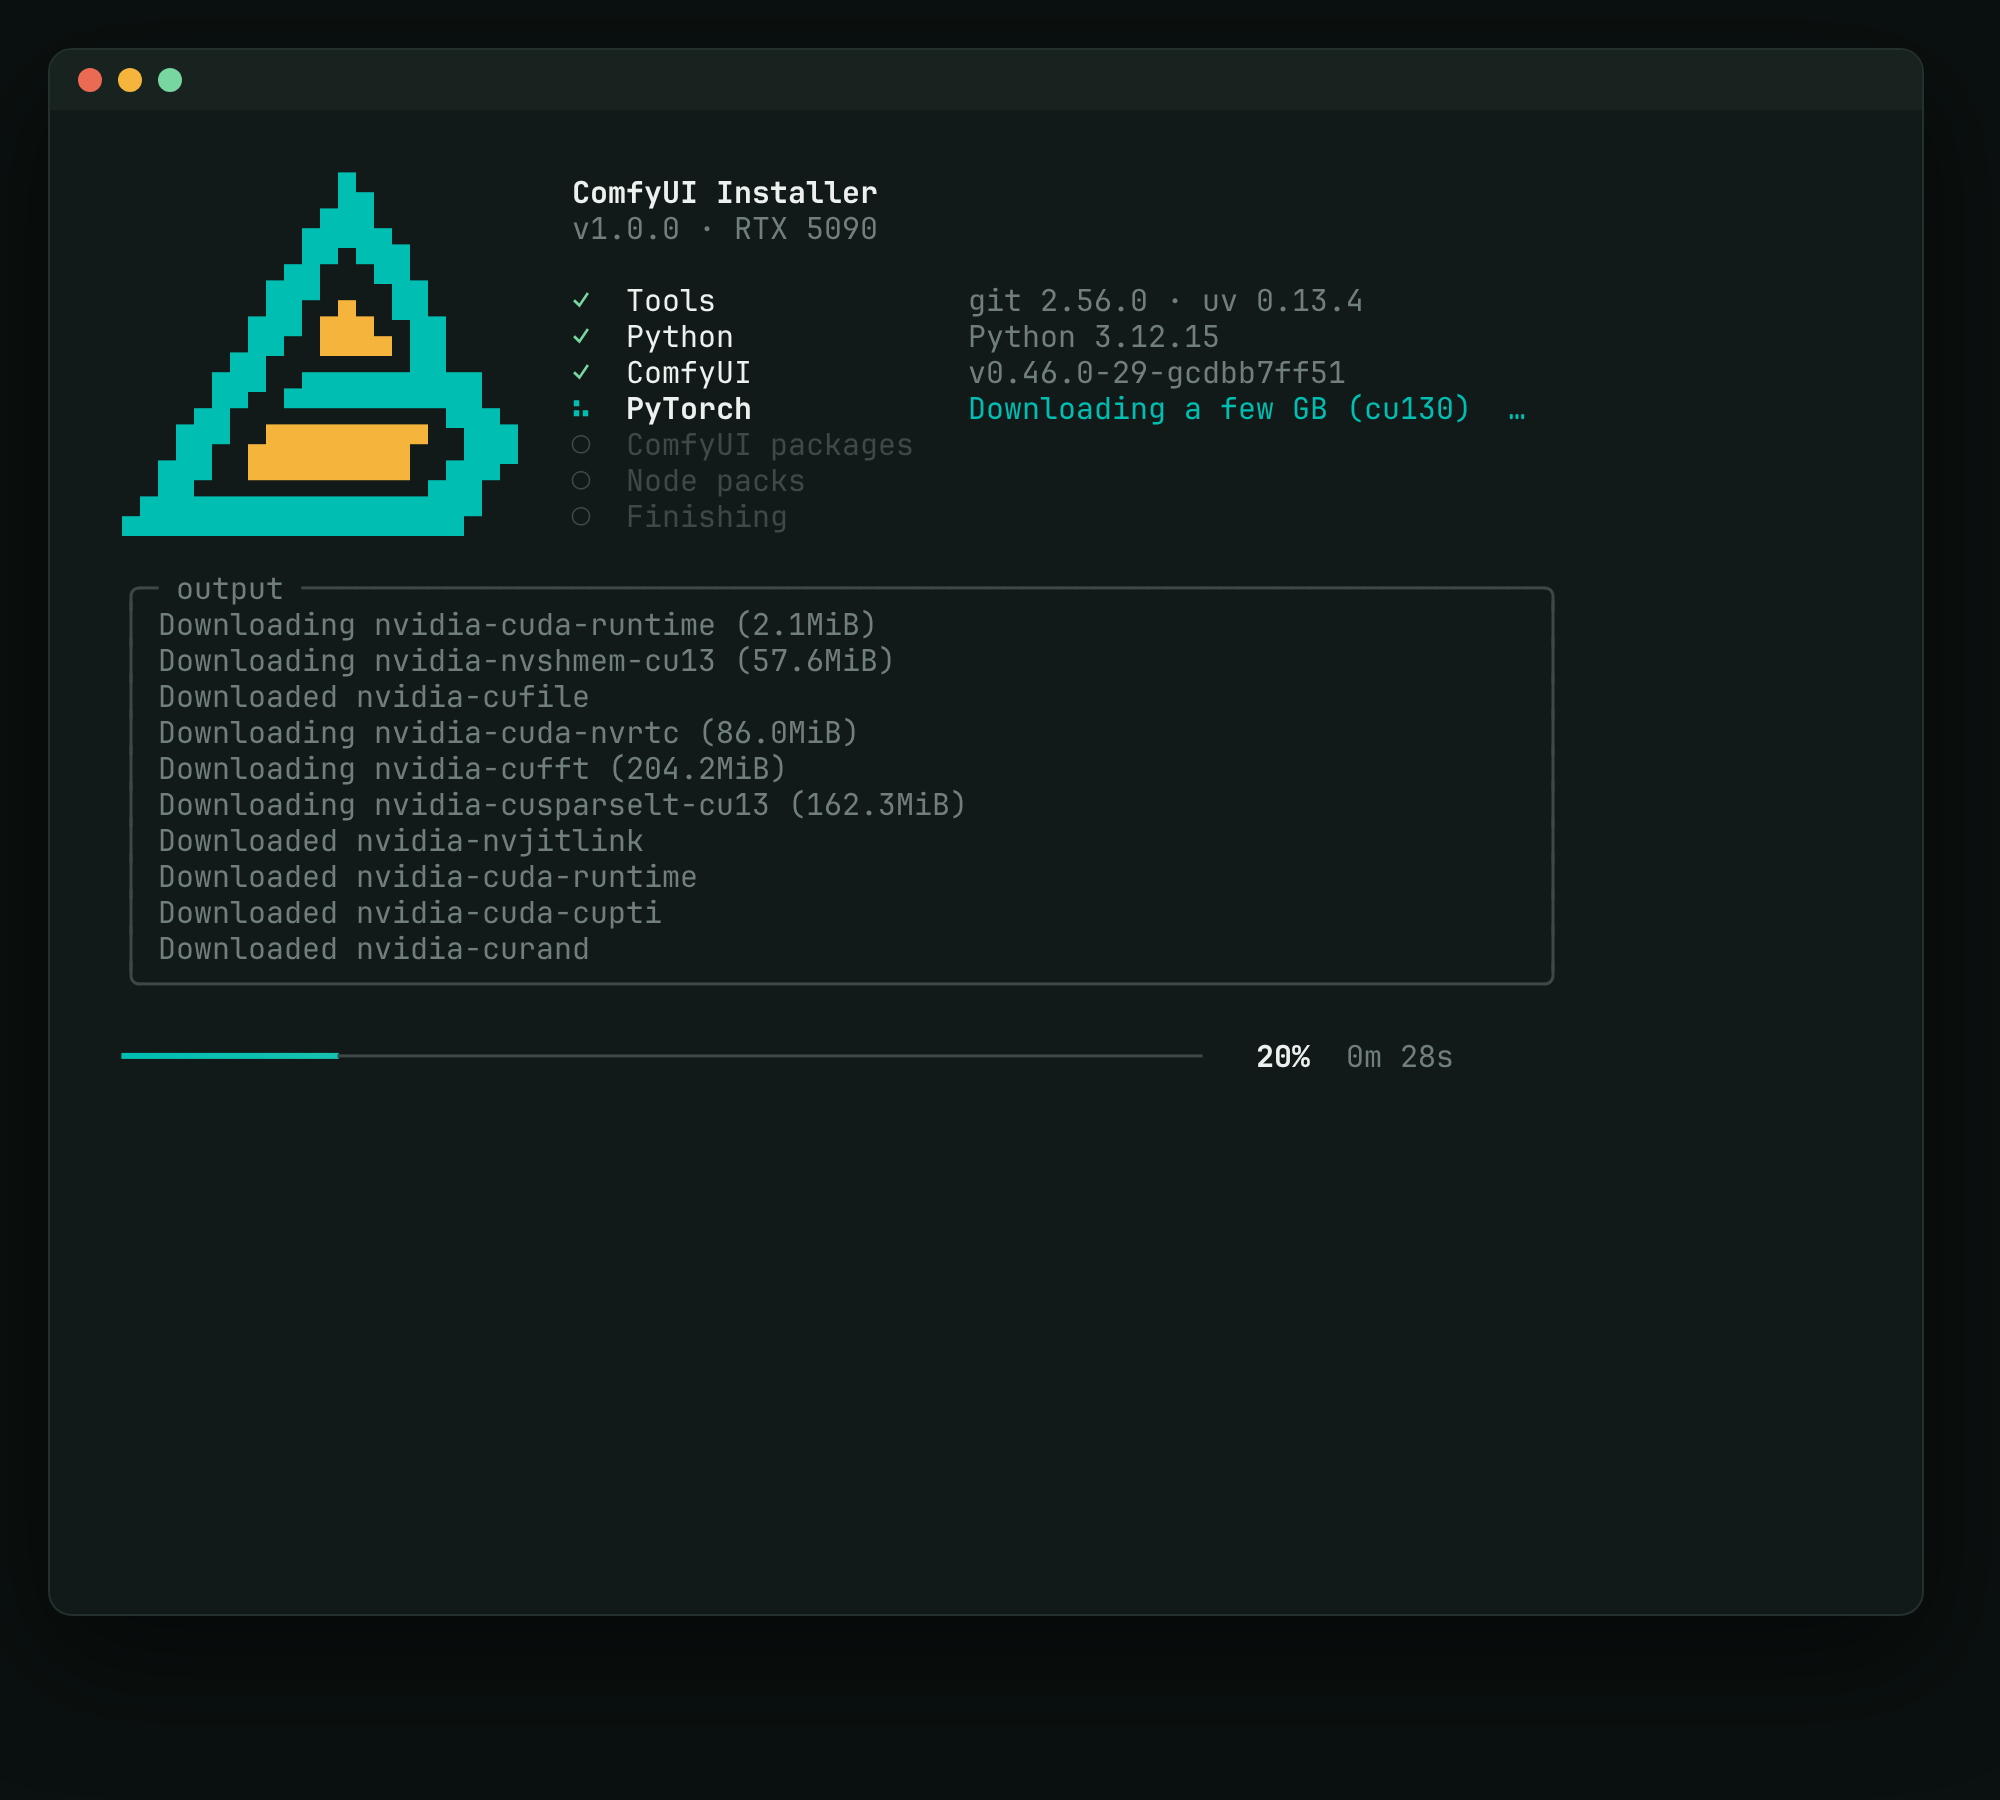 ComfyUI Installer
v1.0.0 · RTX 5090
✓ Tools git 2.56.0 · uv 0.13.4
✓ Python Python 3.12.15
✓ ComfyUI v0.46.0-29-gcdbb7ff51
PyTorch Downloading a few GB (cu130) …
○ ComfyUI packages
○ Node packs
○ Finishing
output
Downloading nvidia-cuda-runtime (2.1MiB)
Downloading nvidia-nvshmem-cu13 (57.6MiB)
Downloaded nvidia-cufile
Downloading nvidia-cuda-nvrtc (86.0MiB)
Downloading nvidia-cufft (204.2MiB)
Downloading nvidia-cusparselt-cu13 (162.3MiB)
Downloaded nvidia-nvjitlink
Downloaded nvidia-cuda-runtime
Downloaded nvidia-cuda-cupti
Downloaded nvidia-curand
20% 0m 28s